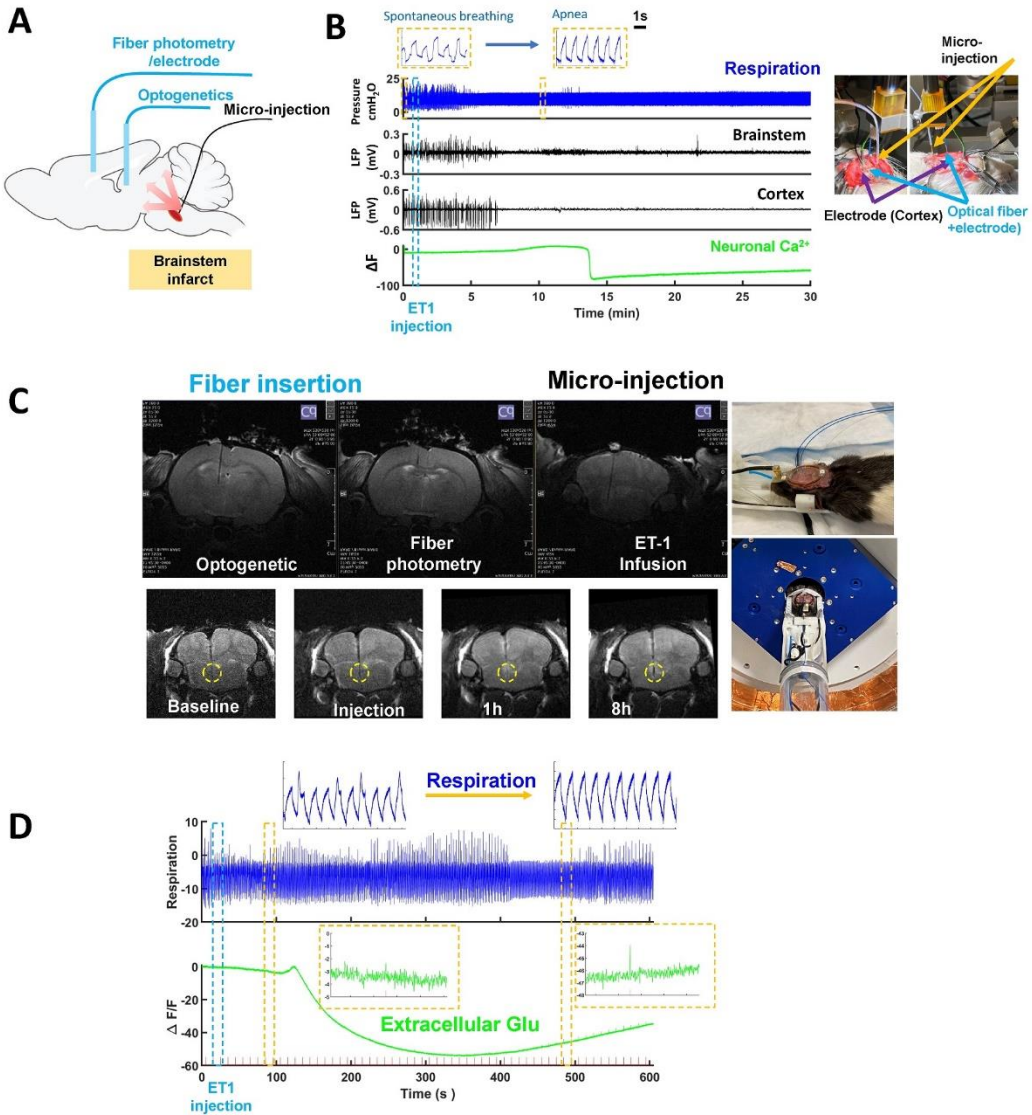 A
Fiber photometry
/electrode
Optogenetics
Micro-injection
Brainstem
infarct
B
Spontaneous breathing
Apnea
1s
Respiration
Pressure
cmH₂O
0
25
Brainstem
LFP
(mV)
0.3
0
-0.3
Cortex
LFP
(mV)
0.6
0
-0.6
Neuronal Ca²⁺
ΔF
0
-100
0 5 10 15 20 25 30
Time (min)
ET1
injection
Micro-
injection
Electrode (Cortex)
Optical fiber
+electrode)
C
Fiber insertion
Micro-injection
Optogenetic
Fiber
photometry
ET-1
Infusion
Baseline
Injection
1h
8h
D
Respiration
Respiration
10
0
-10
-20
Extracellular Glu
Δ F/F
0
-20
-40
-60
0 100 200 300 400 500 600
Time (s )
ET1
injection